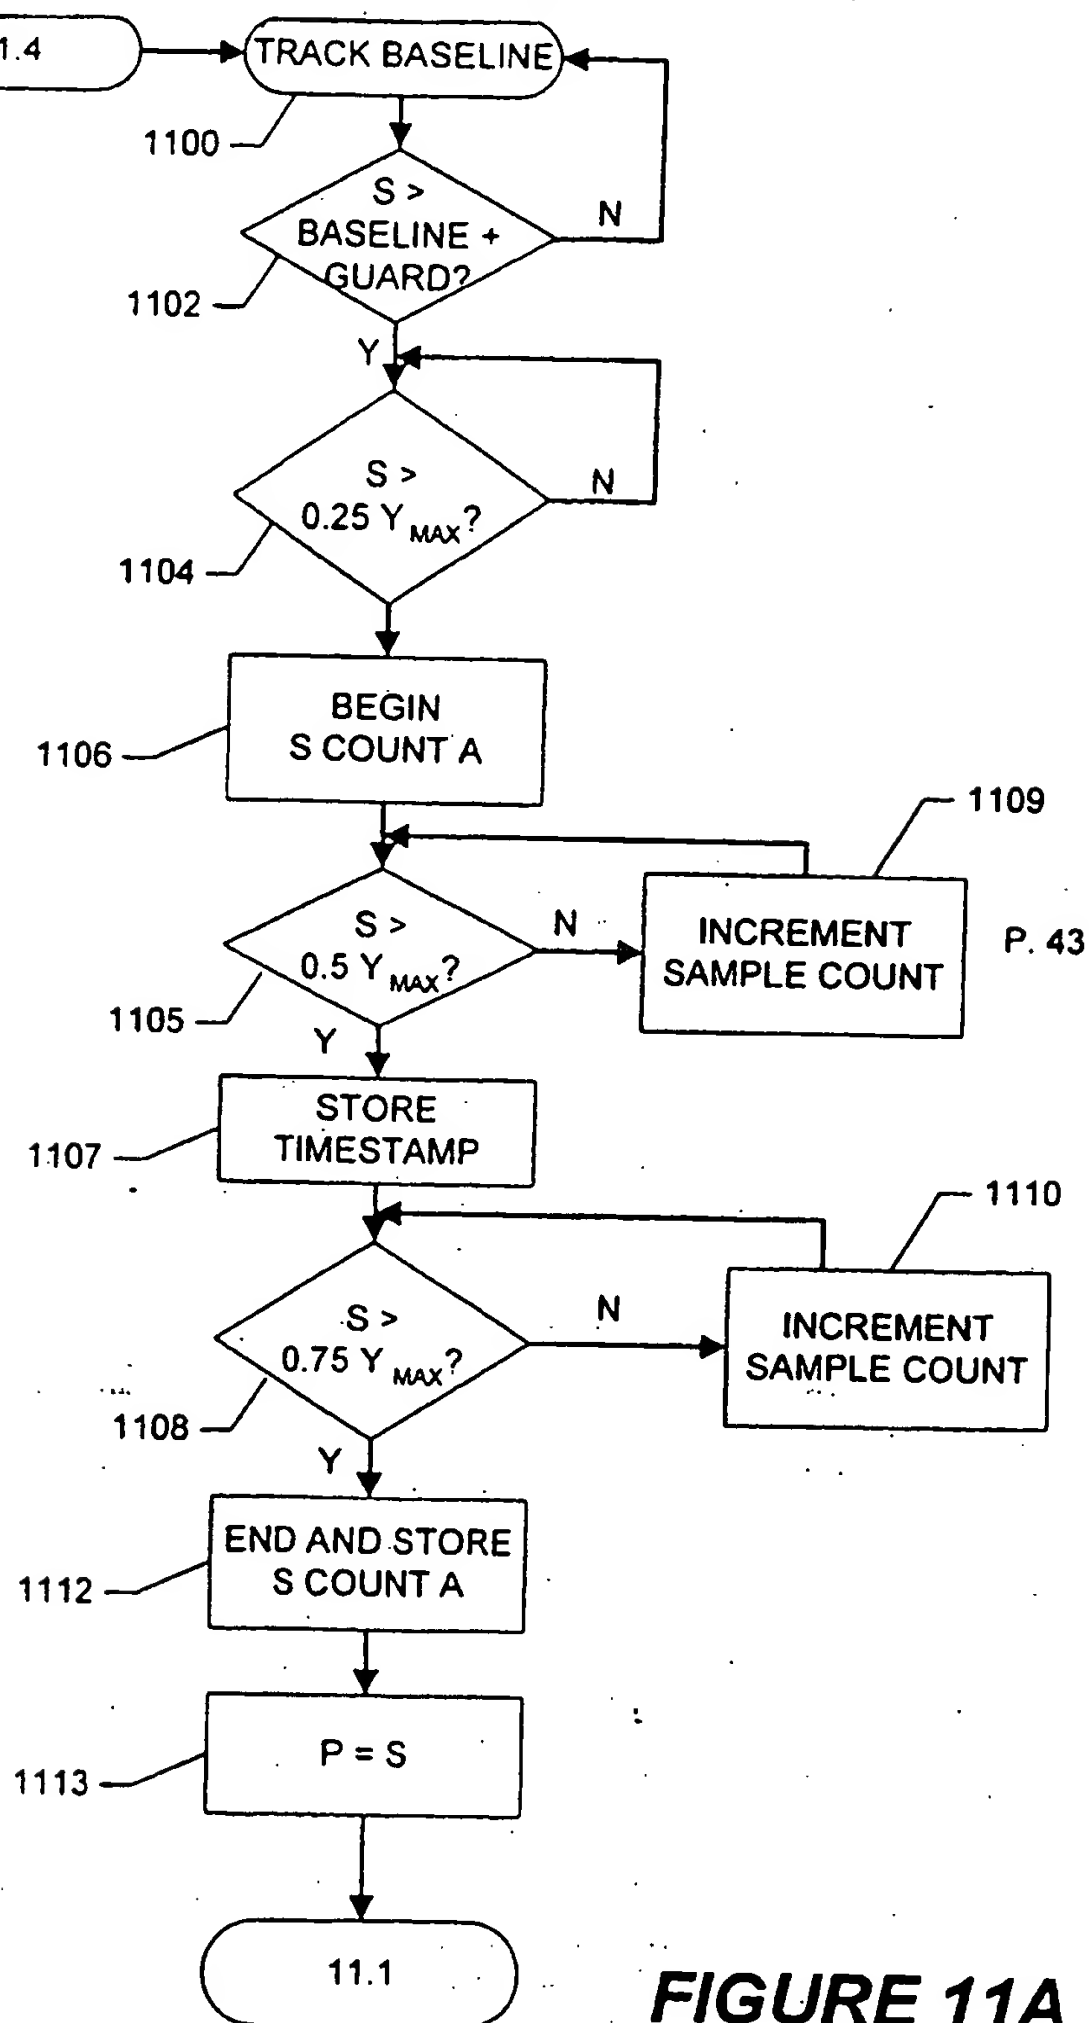 1.4
TRACK BASELINE
1100
S >
BASELINE +
GUARD?
N
1102
Y
S >
0.25 Y MAX?
N
1104
BEGIN
S COUNT A
1106
1109
S >
0.5 Y MAX?
N
INCREMENT
SAMPLE COUNT
P. 43
1105
Y
STORE
TIMESTAMP
1107
1110
S >
0.75 Y MAX?
N
INCREMENT
SAMPLE COUNT
1108
Y
END AND STORE
S COUNT A
1112
P = S
1113
11.1
FIGURE 11A